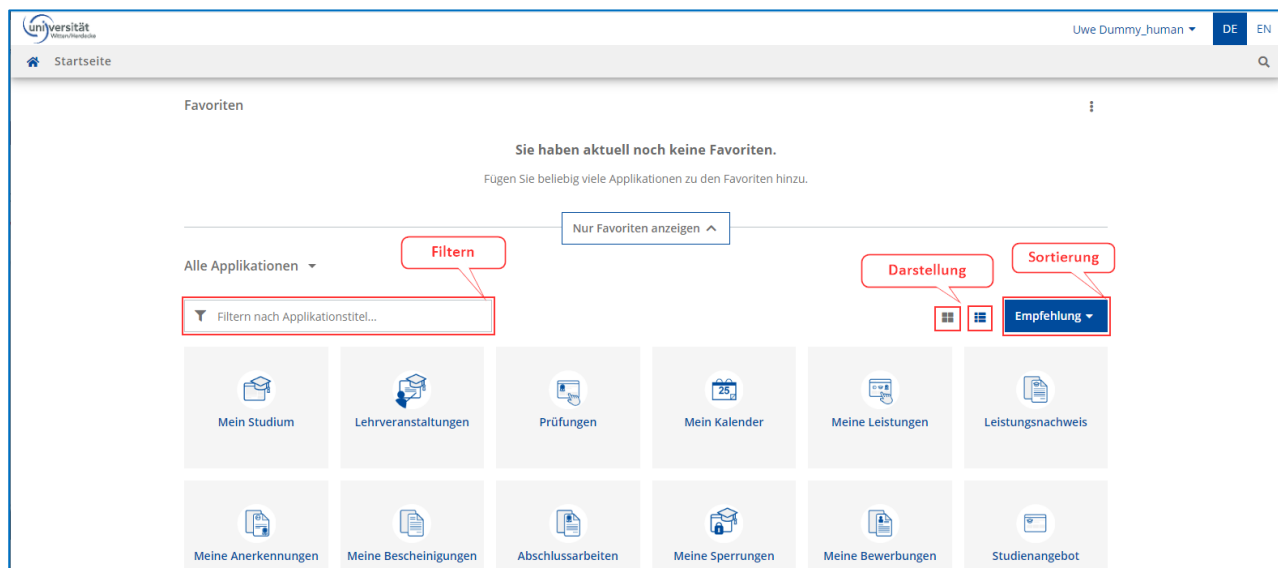 universität
Witten/Herdecke
Uwe Dummy_human
DE
EN
Startseite
Favoriten
Sie haben aktuell noch keine Favoriten.
Fügen Sie beliebig viele Applikationen zu den Favoriten hinzu.
Nur Favoriten anzeigen
Filtern
Darstellung
Sortierung
Alle Applikationen
Filtern nach Applikationstitel...
Empfehlung
25
Mein Studium
Lehrveranstaltungen
Prüfungen
Mein Kalender
Meine Leistungen
Leistungsnachweis
Meine Anerkennungen
Meine Bescheinigungen
Abschlussarbeiten
Meine Sperrungen
Meine Bewerbungen
Studienangebot